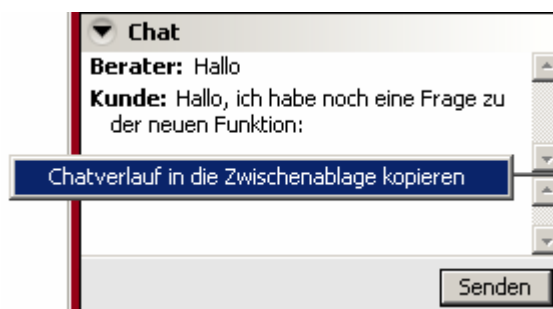 Chat
Berater: Hallo
Kunde: Hallo, ich habe noch eine Frage zu
der neuen Funktion:
Chatverlauf in die Zwischenablage kopieren
Senden